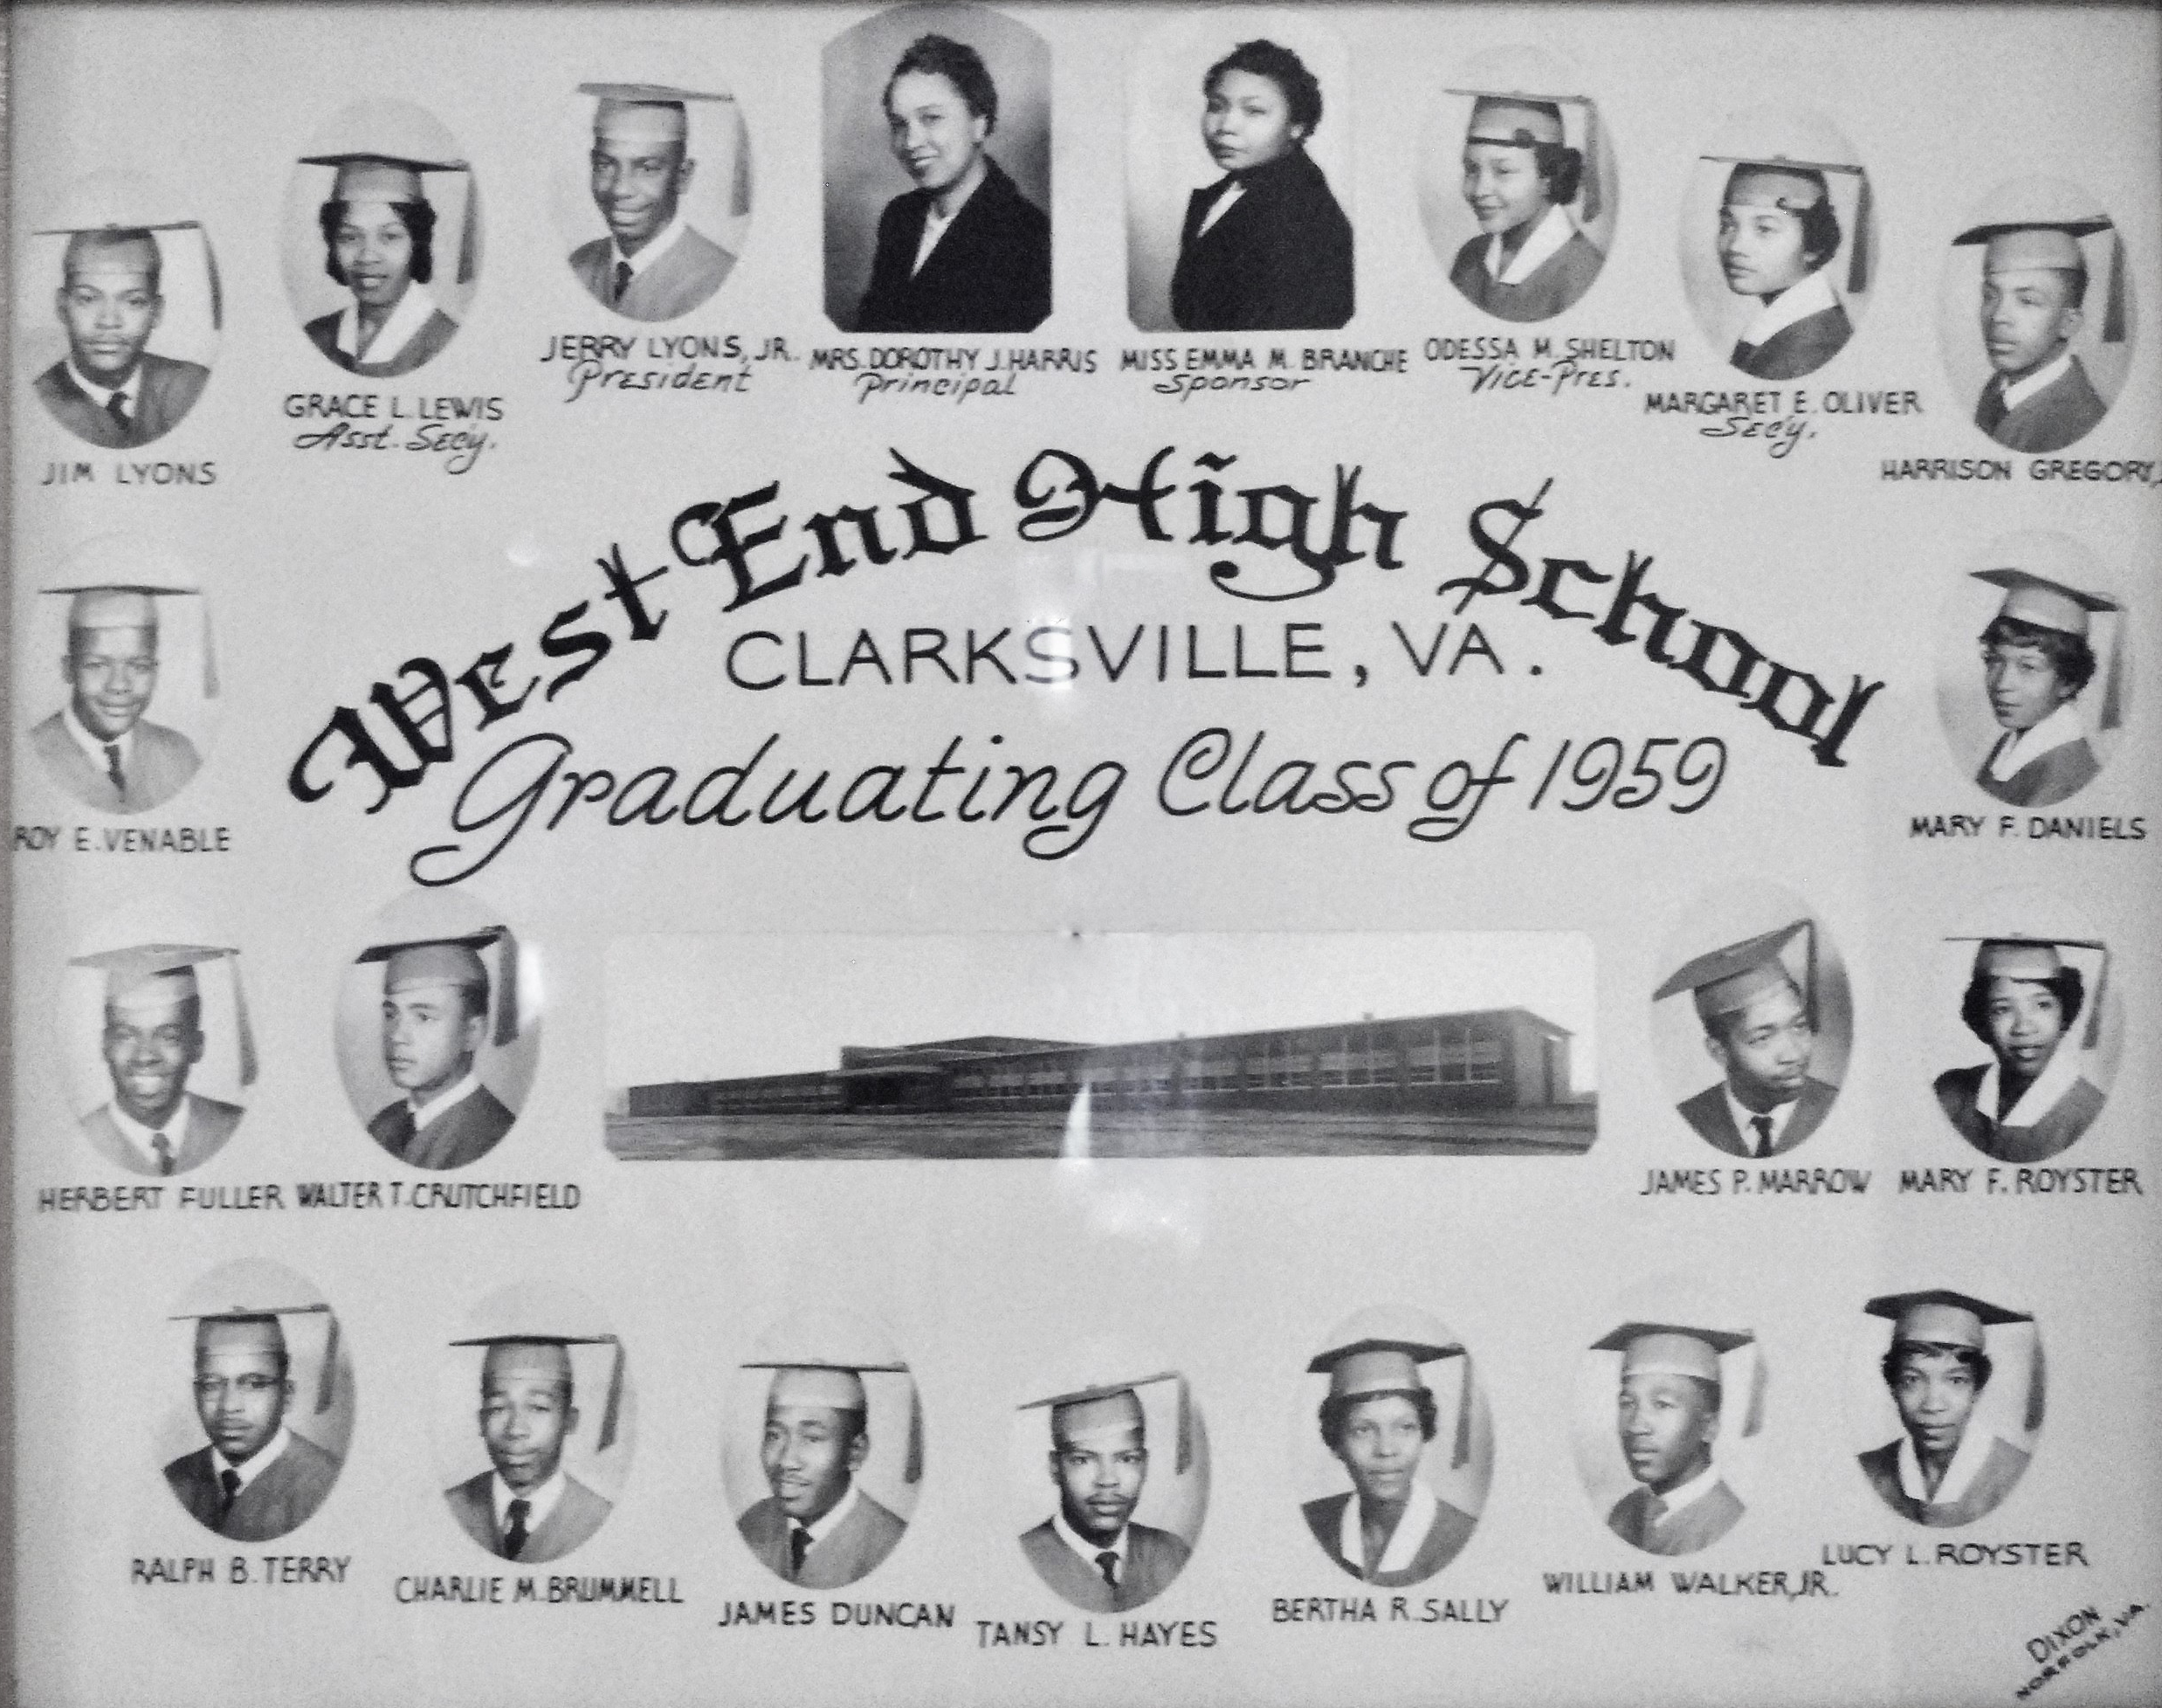 JERRY LYONS, JR.
President
MRS. DOROTHY J. HARRIS
Principal
MISS EMMA M. BRANCHE
Sponsor
ODESSA M. SHELTON
Vice-Pres.
GRACE L. LEWIS
Asst. Secy.
MARGARET E. OLIVER
Secy.
JIM LYONS
HARRISON GREGORY,
West End High School
CLARKSVILLE, VA.
Graduating Class of 1959
ROY E. VENABLE
MARY F. DANIELS
HERBERT FULLER
WALTER T. CRUTCHFIELD
JAMES P. MARROW
MARY F. ROYSTER
RALPH B. TERRY
CHARLIE M. BRUMMELL
JAMES DUNCAN
TANSY L. HAYES
BERTHA R. SALLY
WILLIAM WALKER, JR.
LUCY L. ROYSTER
DIXON
NORFOLK, VA.